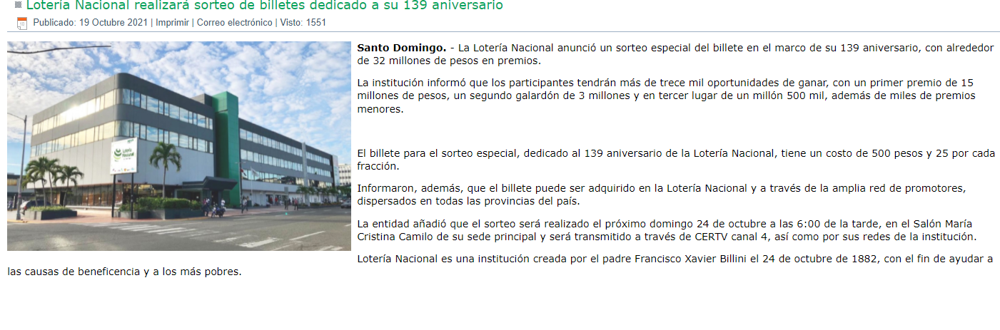 Lotería Nacional realizará sorteo de billetes dedicado a su 139 aniversario
Publicado: 19 Octubre 2021 | Imprimir | Correo electrónico | Visto: 1551
Santo Domingo. - La Lotería Nacional anunció un sorteo especial del billete en el marco de su 139 aniversario, con alrededor
de 32 millones de pesos en premios.
La institución informó que los participantes tendrán más de trece mil oportunidades de ganar, con un primer premio de 15
millones de pesos, un segundo galardón de 3 millones y en tercer lugar de un millón 500 mil, además de miles de premios
menores.
El billete para el sorteo especial, dedicado al 139 aniversario de la Lotería Nacional, tiene un costo de 500 pesos y 25 por cada
fracción.
Informaron, además, que el billete puede ser adquirido en la Lotería Nacional y a través de la amplia red de promotores,
dispersados en todas las provincias del país.
La entidad añadió que el sorteo será realizado el próximo domingo 24 de octubre a las 6:00 de la tarde, en el Salón María
Cristina Camilo de su sede principal y será transmitido a través de CERTV canal 4, así como por sus redes de la institución.
Lotería Nacional es una institución creada por el padre Francisco Xavier Billini el 24 de octubre de 1882, con el fin de ayudar a
las causas de beneficencia y a los más pobres.
Lotería
Nacional